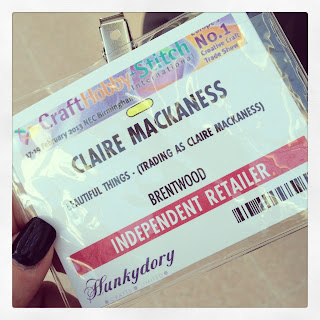 CraftHobby+Stitch
International
No.1
Creative Craft
Trade Show
February 2013 NEC Birmingham
CLAIRE MACKANESS
BEAUTIFUL THINGS - (TRADING AS CLAIRE MACKANESS)
BRENTWOOD
INDEPENDENT RETAILER
Hunkydory